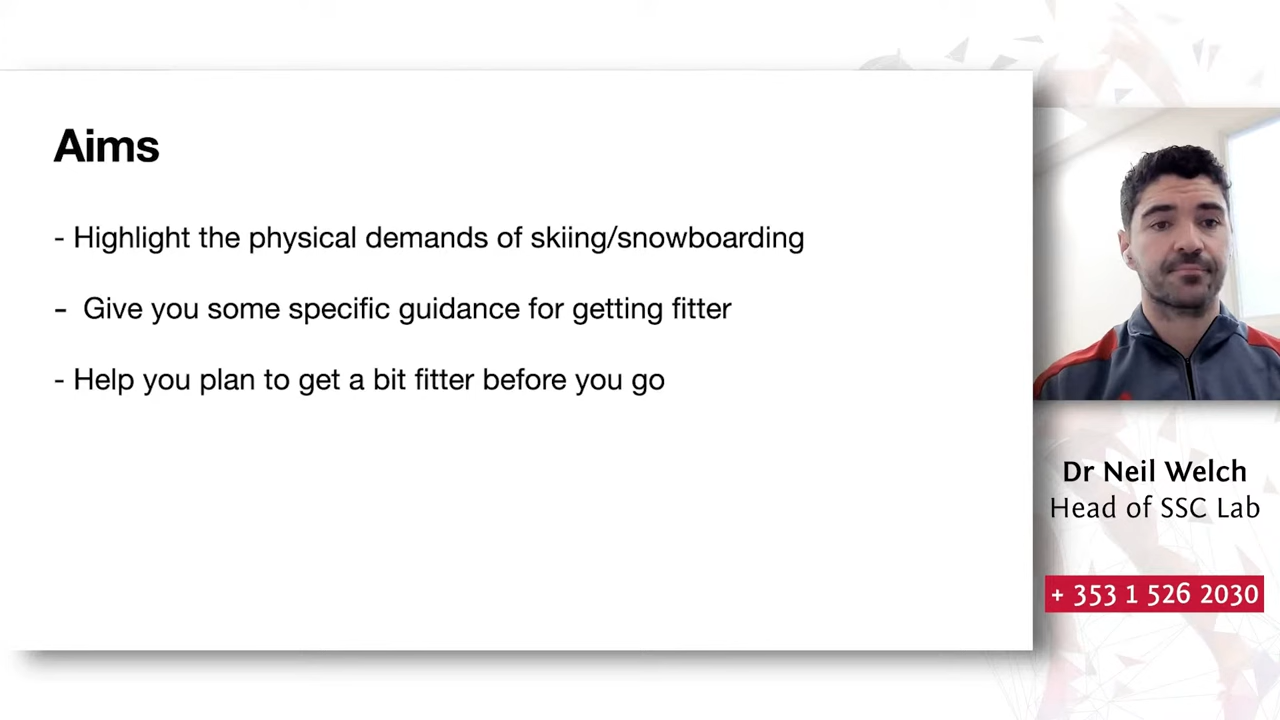 Aims
- Highlight the physical demands of skiing/snowboarding
- Give you some specific guidance for getting fitter
- Help you plan to get a bit fitter before you go
Dr Neil Welch
Head of SSC Lab
+ 353 1 526 2030